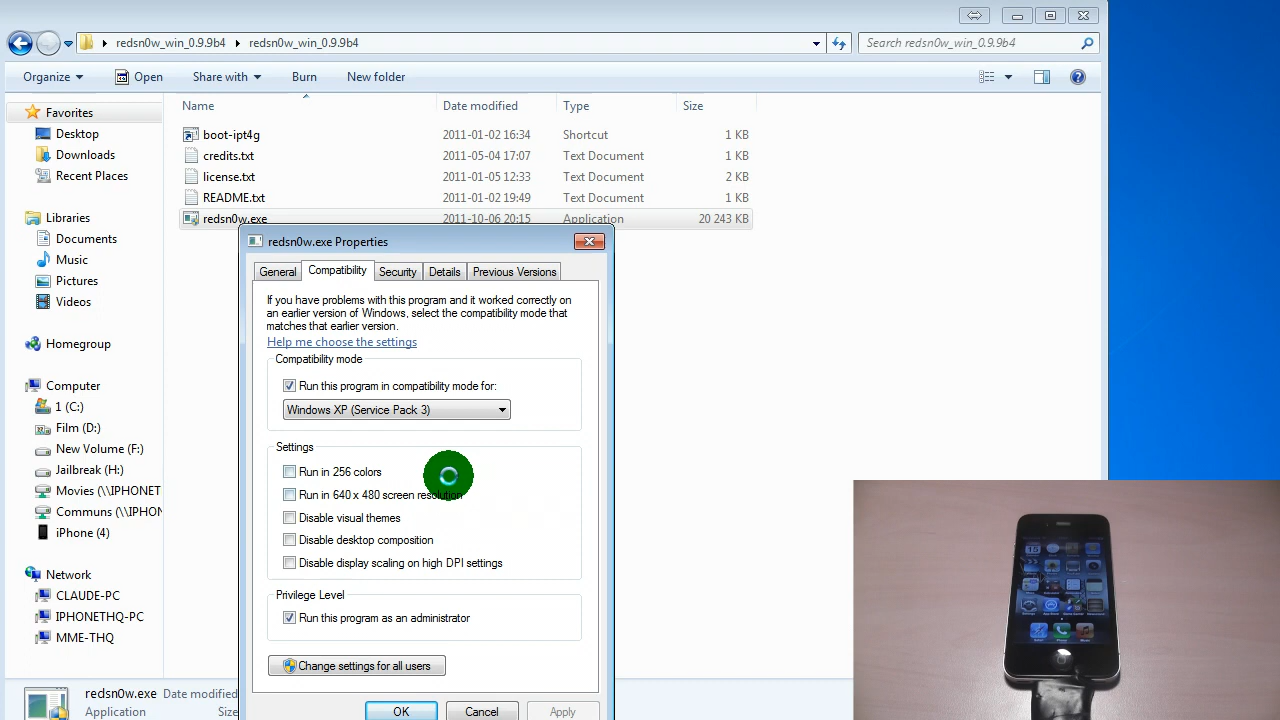 redsn0w_win_0.9.9b4 redsn0w_win_0.9.9b4 Search redsn0w_win_0.9.9b4
Organize Open Share with Burn New folder
Name Date modified Type Size
boot-ipt4g 2011-01-02 16:34 Shortcut 1 KB
credits.txt 2011-05-04 17:07 Text Document 1 KB
license.txt 2011-01-05 12:33 Text Document 2 KB
README.txt 2011-01-02 19:49 Text Document 1 KB
redsn0w.exe 2011-10-06 20:15 Application 20 243 KB
Favorites
Desktop
Downloads
Recent Places
Libraries
Documents
Music
Pictures
Videos
Homegroup
Computer
1 (C:)
Film (D:)
New Volume (F:)
Jailbreak (H:)
Movies (\\IPHONET
Communs (\\IPHOM
iPhone (4)
Network
CLAUDE-PC
IPHONETHQ-PC
MME-THQ
redsn0w.exe Properties
General Compatibility Security Details Previous Versions
If you have problems with this program and it worked correctly on
an earlier version of Windows, select the compatibility mode that
matches that earlier version.
Help me choose the settings
Compatibility mode
Run this program in compatibility mode for:
Windows XP (Service Pack 3)
Settings
Run in 256 colors
Run in 640 x 480 screen resolution
Disable visual themes
Disable desktop composition
Disable display scaling on high DPI settings
Privilege Level
Run this program as an administrator
Change settings for all users
OK Cancel Apply
redsn0w.exe Date modified
Application Size